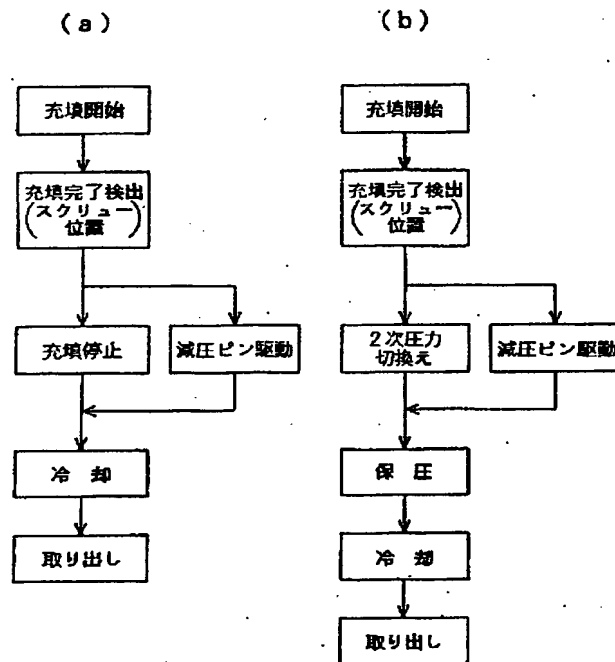 (a)
充填開始
充填完了検出
(スクリュー
位置)
充填停止
減圧ピン駆動
冷却
取り出し
(b)
充填開始
充填完了検出
(スクリュー
位置)
2次圧力
切換え
減圧ピン駆動
保圧
冷却
取り出し